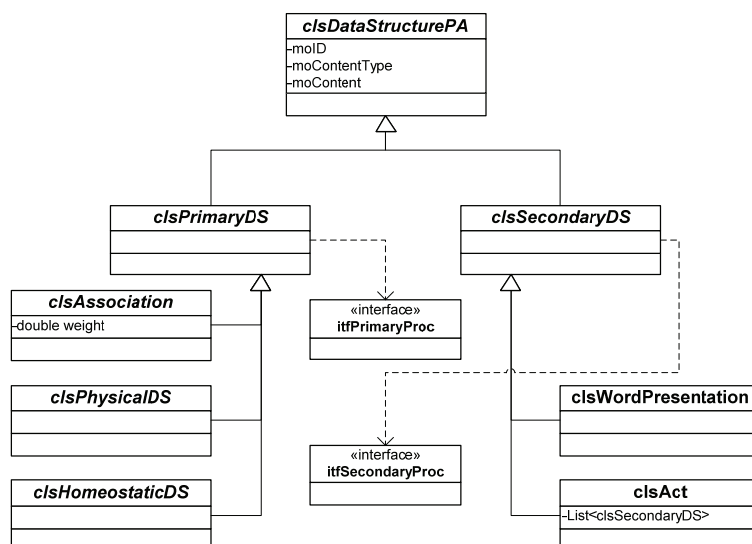 clsDataStructurePA
-moID
-moContentType
-moContent
clsPrimaryDS
clsSecondaryDS
clsAssociation
-double weight
«interface»
itfPrimaryProc
clsPhysicalDS
clsWordPresentation
«interface»
itfSecondaryProc
clsHomeostaticDS
clsAct
-List<clsSecondaryDS>